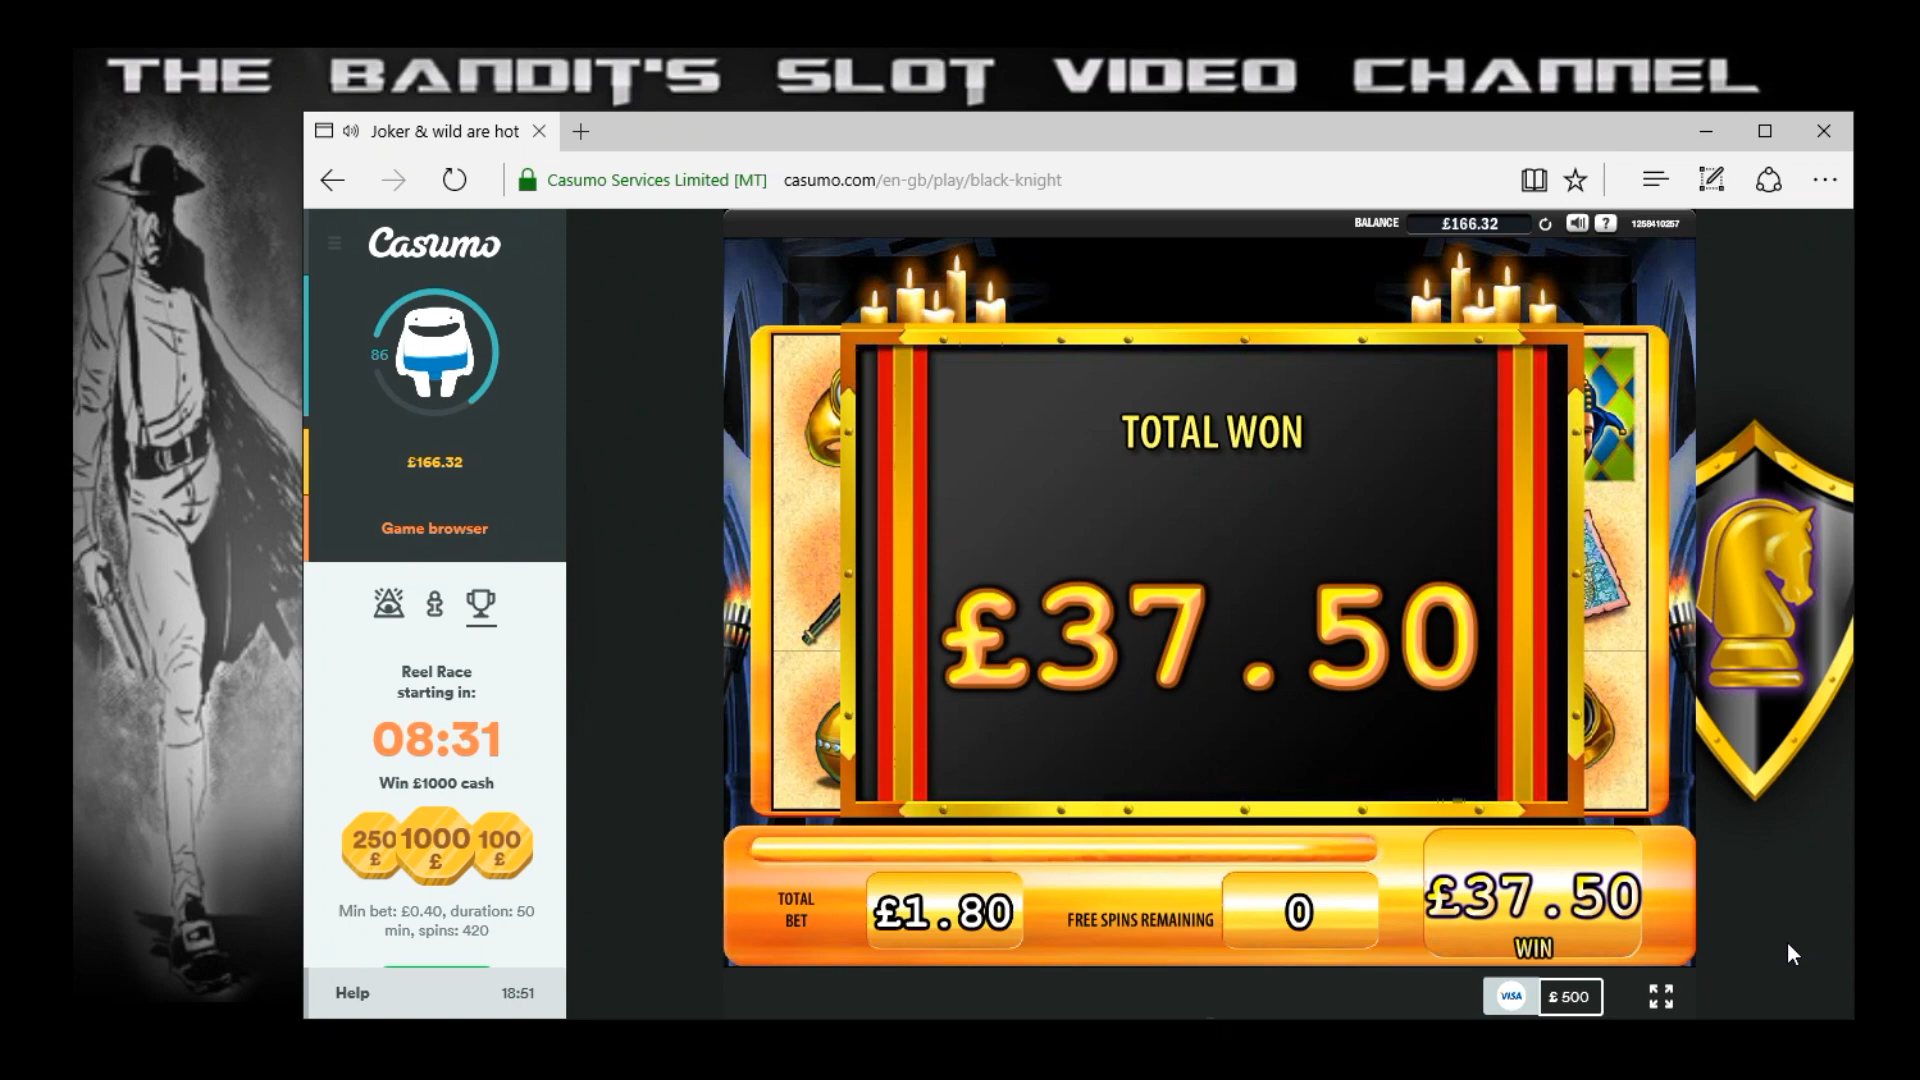 THE BANDIT'S SLOT VIDEO CHANNEL
Joker & wild are hot
Casumo Services Limited [MT] casumo.com/en-gb/play/black-knight
BALANCE £166.32 ? 1258410257
Casumo
86
£166.32
Game browser
Reel Race
starting in:
08:31
Win £1000 cash
250 £ 1000 £ 100 £
Min bet: £0.40, duration: 50
min, spins: 420
Help 18:51
TOTAL WON
£37.50
TOTAL
BET
£1.80
FREE SPINS REMAINING 0
£37.50
WIN
VISA £ 500